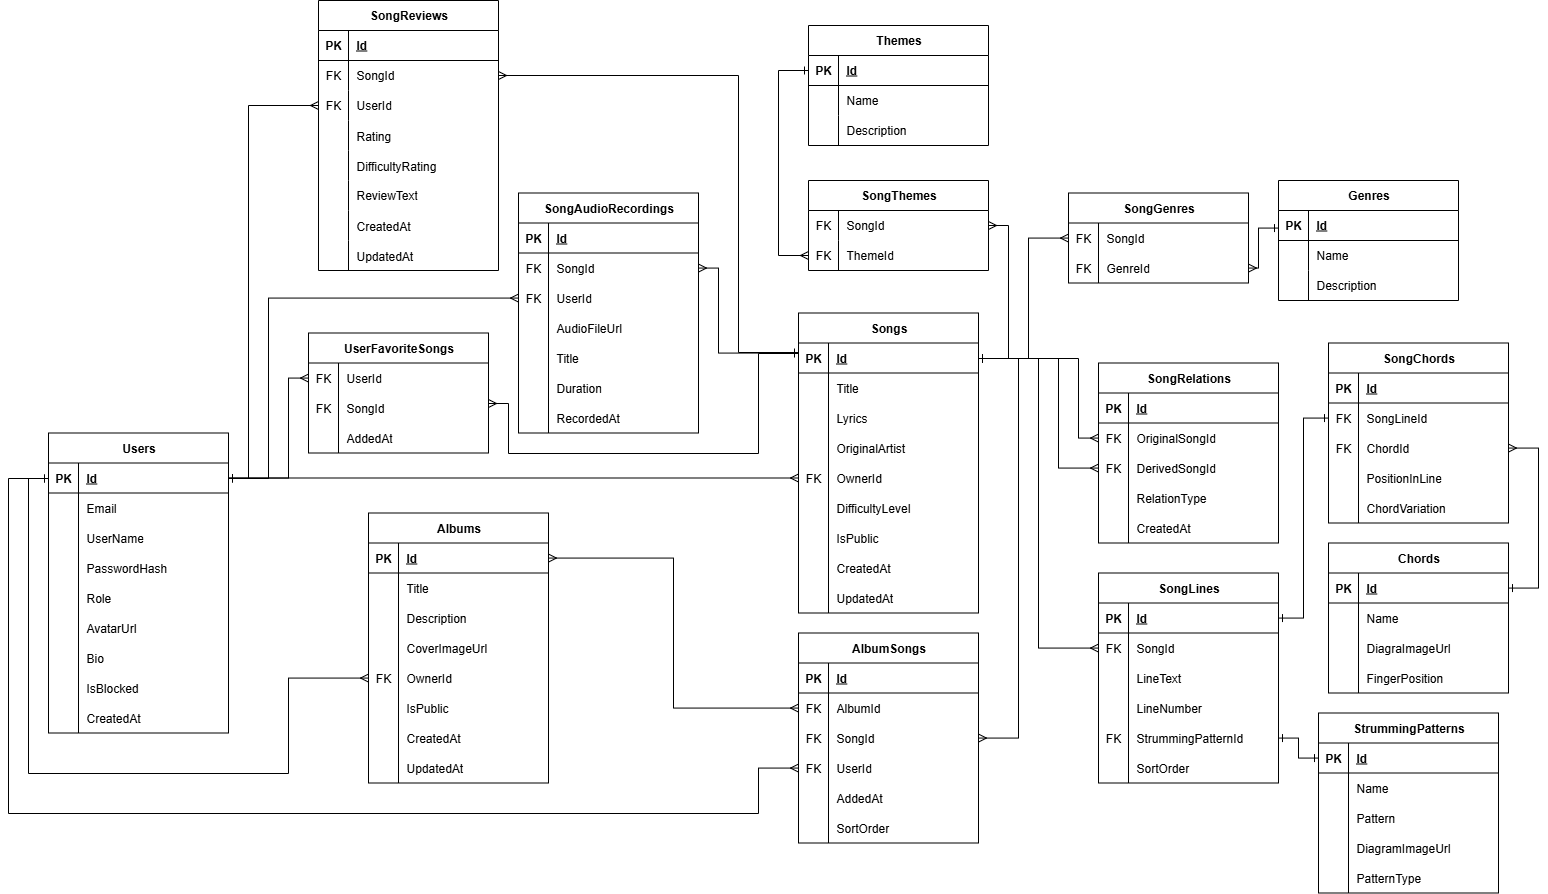 SongReviews
PK Id
FK SongId
FK UserId
Rating
DifficultyRating
ReviewText
CreatedAt
UpdatedAt
Themes
PK Id
Name
Description
SongThemes
FK SongId
FK ThemeId
SongGenres
FK SongId
FK GenreId
Genres
PK Id
Name
Description
SongAudioRecordings
PK Id
FK SongId
FK UserId
AudioFileUrl
Title
Duration
RecordedAt
UserFavoriteSongs
FK UserId
FK SongId
AddedAt
Songs
PK Id
Title
Lyrics
OriginalArtist
FK OwnerId
DifficultyLevel
IsPublic
CreatedAt
UpdatedAt
SongRelations
PK Id
FK OriginalSongId
FK DerivedSongId
RelationType
CreatedAt
SongChords
PK Id
FK SongLineId
FK ChordId
PositionInLine
ChordVariation
Users
PK Id
Email
UserName
PasswordHash
Role
AvatarUrl
Bio
IsBlocked
CreatedAt
Albums
PK Id
Title
Description
CoverImageUrl
FK OwnerId
IsPublic
CreatedAt
UpdatedAt
AlbumSongs
PK Id
FK AlbumId
FK SongId
FK UserId
AddedAt
SortOrder
SongLines
PK Id
FK SongId
LineText
LineNumber
FK StrummingPatternId
SortOrder
Chords
PK Id
Name
DiagraImageUrl
FingerPosition
StrummingPatterns
PK Id
Name
Pattern
DiagramImageUrl
PatternType